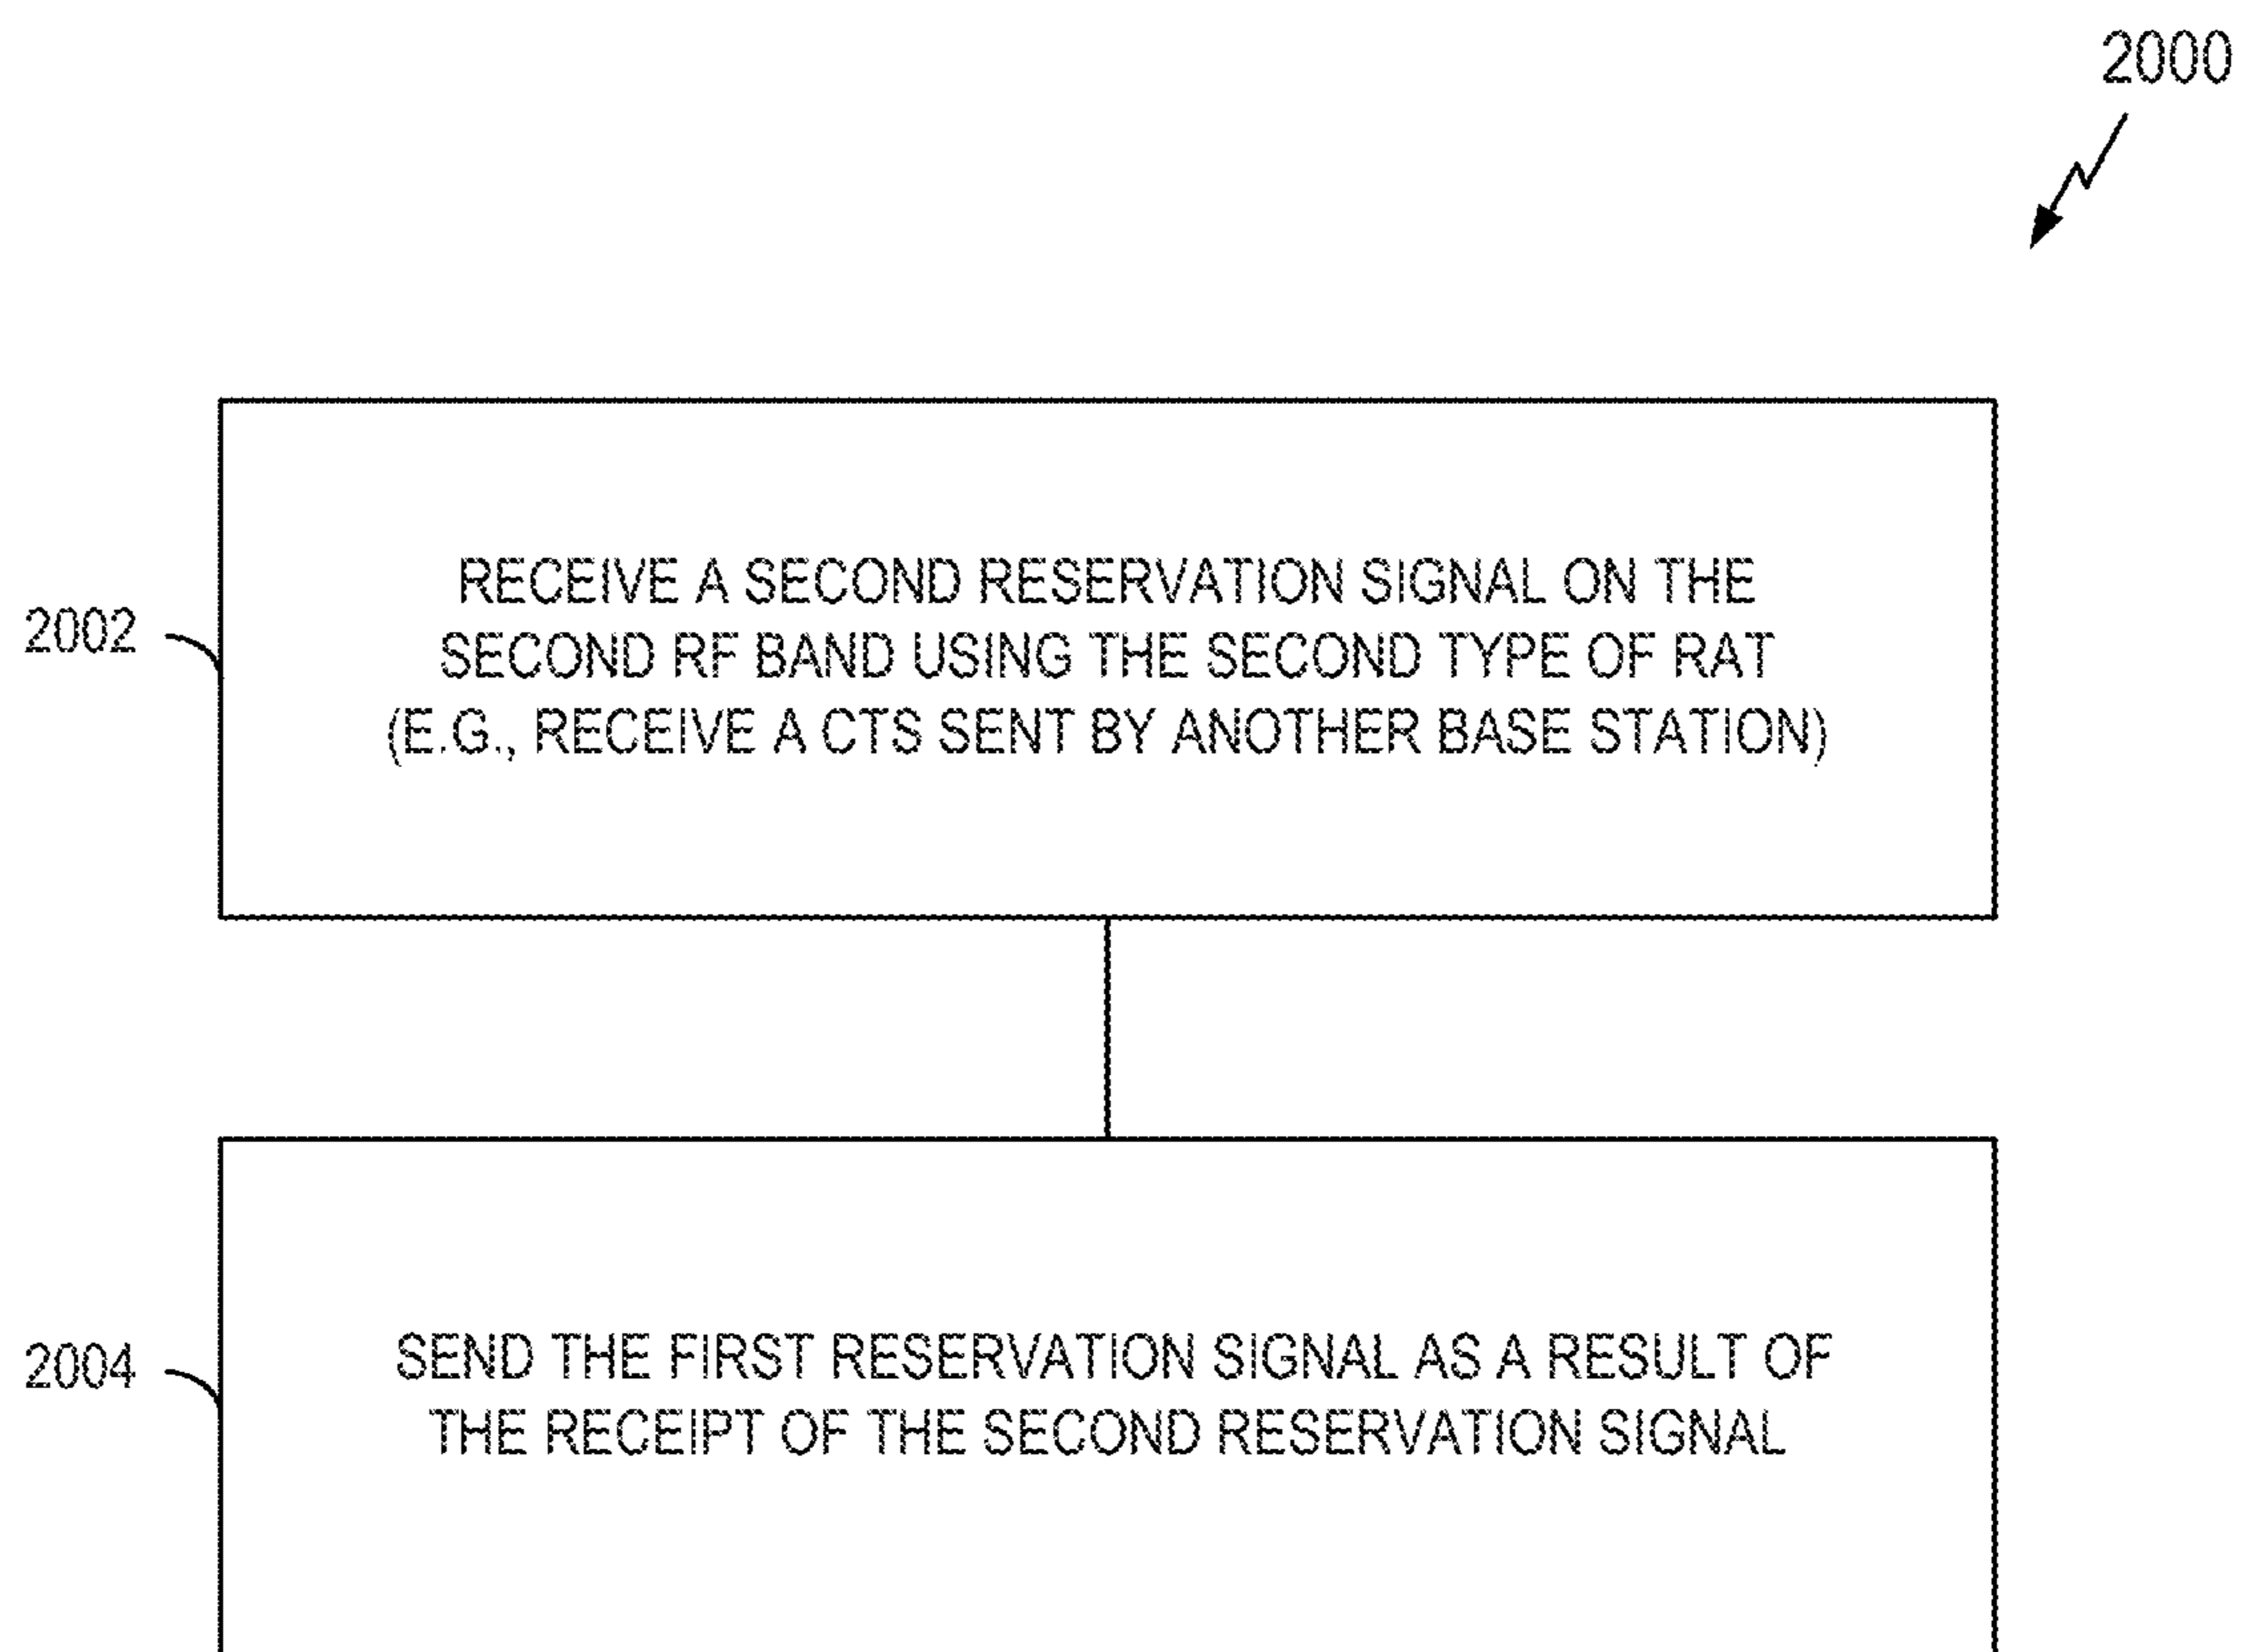 2000
2002
RECEIVE A SECOND RESERVATION SIGNAL ON THE
SECOND RF BAND USING THE SECOND TYPE OF RAT
(E.G., RECEIVE A CTS SENT BY ANOTHER BASE STATION)
2004
SEND THE FIRST RESERVATION SIGNAL AS A RESULT OF
THE RECEIPT OF THE SECOND RESERVATION SIGNAL